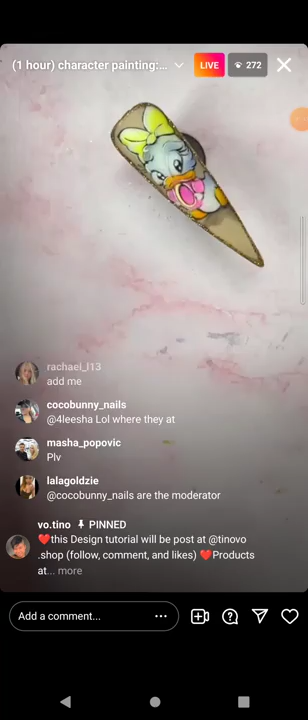 (1 hour) character painting:...
LIVE
272
rachael_l13
add me
cocobunny_nails
@4leesha Lol where they at
masha_popovic
Plv
lalagoldzie
@cocobunny_nails are the moderator
vo.tino PINNED
❤️this Design tutorial will be post at @tinovo
.shop (follow, comment, and likes) ❤️Products
at... more
Add a comment...